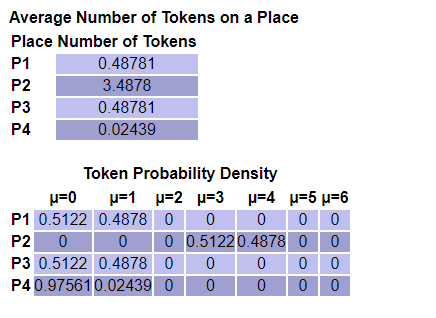 Average Number of Tokens on a Place
Place Number of Tokens
P1 0.48781
P2 3.4878
P3 0.48781
P4 0.02439
Token Probability Density
μ=0 μ=1 μ=2 μ=3 μ=4 μ=5 μ=6
P1 0.5122 0.4878 0 0 0 0 0
P2 0 0 0 0.5122 0.4878 0 0
P3 0.5122 0.4878 0 0 0 0 0
P4 0.97561 0.02439 0 0 0 0 0